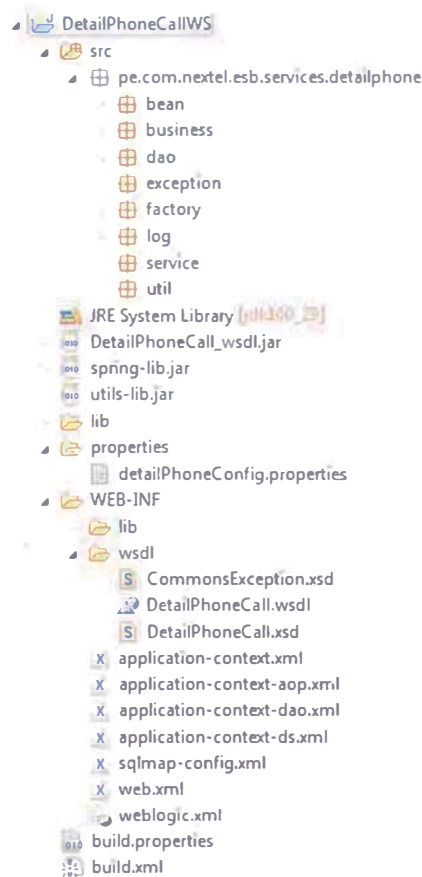 DetailPhoneCallWS
src
pe.com.nextel.esb.services.detailphone
bean
business
dao
exception
factory
log
service
util
JRE System Library
DetailPhoneCall_wsdl.jar
spring-lib.jar
utils-lib.jar
lib
properties
detailPhoneConfig.properties
WEB-INF
lib
wsdl
CommonsException.xsd
DetailPhoneCall.wsdl
DetailPhoneCall.xsd
application-context.xml
application-context-aop.xml
application-context-dao.xml
application-context-ds.xml
sqlmap-config.xml
web.xml
weblogic.xml
build.properties
build.xml